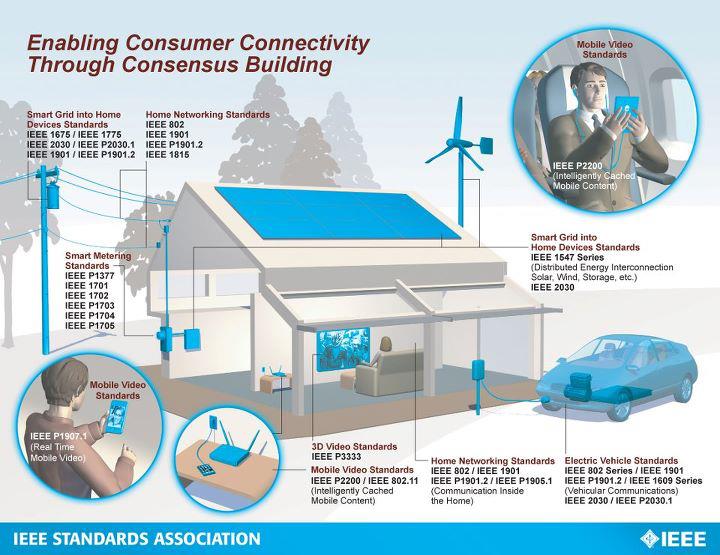 Enabling Consumer Connectivity
Through Consensus Building
Mobile Video
Standards
IEEE P2200
(Intelligently Cached
Mobile Content)
Smart Grid into Home
Devices Standards
IEEE 1675 / IEEE 1775
IEEE 2030 / IEEE P2030.1
IEEE 1901 / IEEE P1901.2
Home Networking Standards
IEEE 802
IEEE 1901
IEEE P1901.2
IEEE 1815
Smart Grid into
Home Devices Standards
IEEE 1547 Series
(Distributed Energy Interconnection
Solar, Wind, Storage, etc.)
IEEE 2030
Smart Metering
Standards
IEEE P1377
IEEE 1701
IEEE 1702
IEEE P1703
IEEE P1704
IEEE P1705
Mobile Video
Standards
IEEE P1907.1
(Real Time
Mobile Video)
3D Video Standards
IEEE P3333
Mobile Video Standards
IEEE P2200 / IEEE 802.11
(Intelligently Cached
Mobile Content)
Home Networking Standards
IEEE 802 / IEEE 1901
IEEE P1901.2 / IEEE P1905.1
(Communication Inside
the Home)
Electric Vehicle Standards
IEEE 802 Series / IEEE 1901
IEEE P1901.2 / IEEE 1609 Series
(Vehicular Communications)
IEEE 2030 / IEEE P2030.1
IEEE STANDARDS ASSOCIATION
IEEE